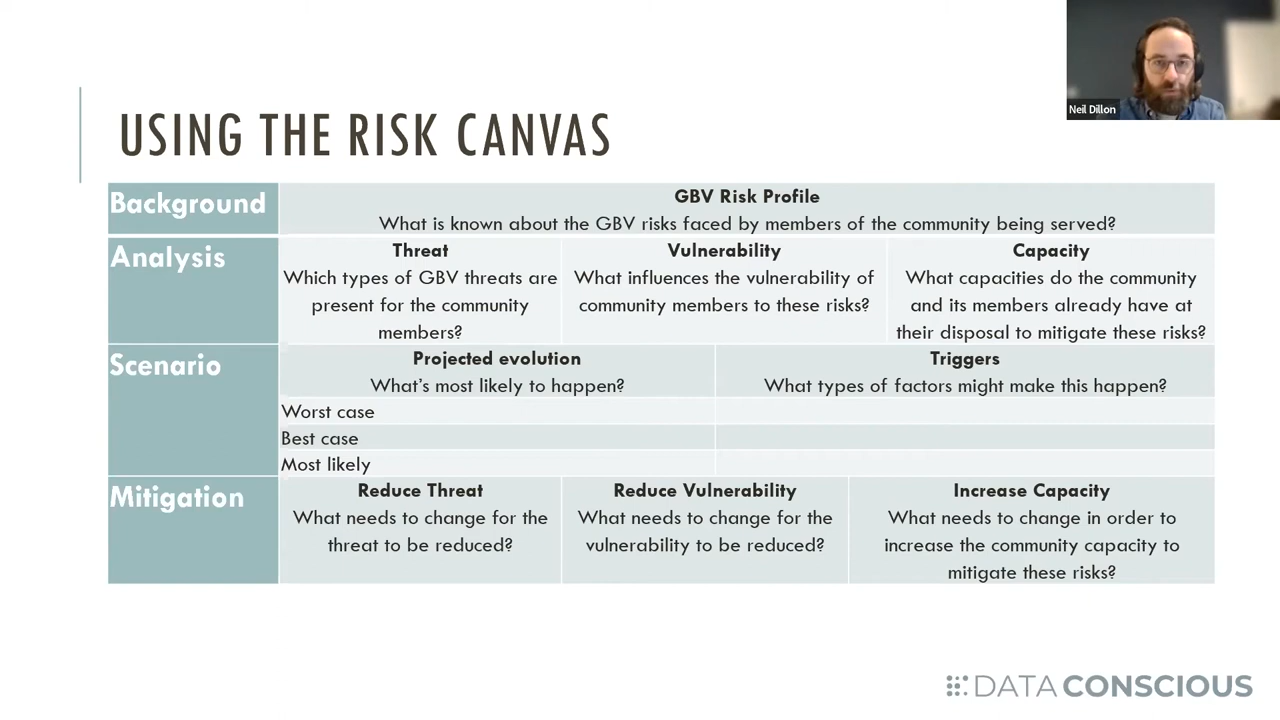 Neil Dillon
USING THE RISK CANVAS
Background
GBV Risk Profile
What is known about the GBV risks faced by members of the community being served?
Analysis
Threat
Which types of GBV threats are
present for the community
members?
Vulnerability
What influences the vulnerability of
community members to these risks?
Capacity
What capacities do the community
and its members already have at
their disposal to mitigate these risks?
Scenario
Projected evolution
What's most likely to happen?
Triggers
What types of factors might make this happen?
Worst case
Best case
Most likely
Mitigation
Reduce Threat
What needs to change for the
threat to be reduced?
Reduce Vulnerability
What needs to change for the
vulnerability to be reduced?
Increase Capacity
What needs to change in order to
increase the community capacity to
mitigate these risks?
DATA CONSCIOUS